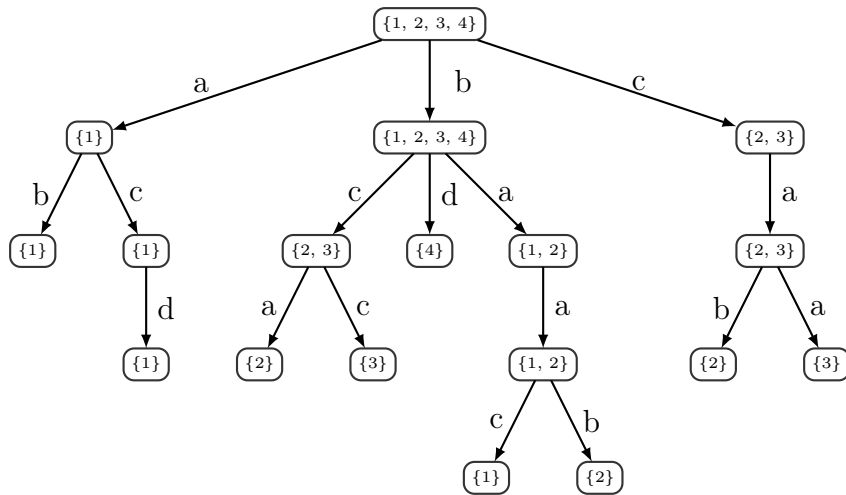 {1, 2, 3, 4}
a b c
{1} {1, 2, 3, 4} {2, 3}
b c c d a a
{1} {1} {2, 3} {4} {1, 2} {2, 3}
d a c a b a
{1} {2} {3} {1, 2} {2} {3}
c b
{1} {2}